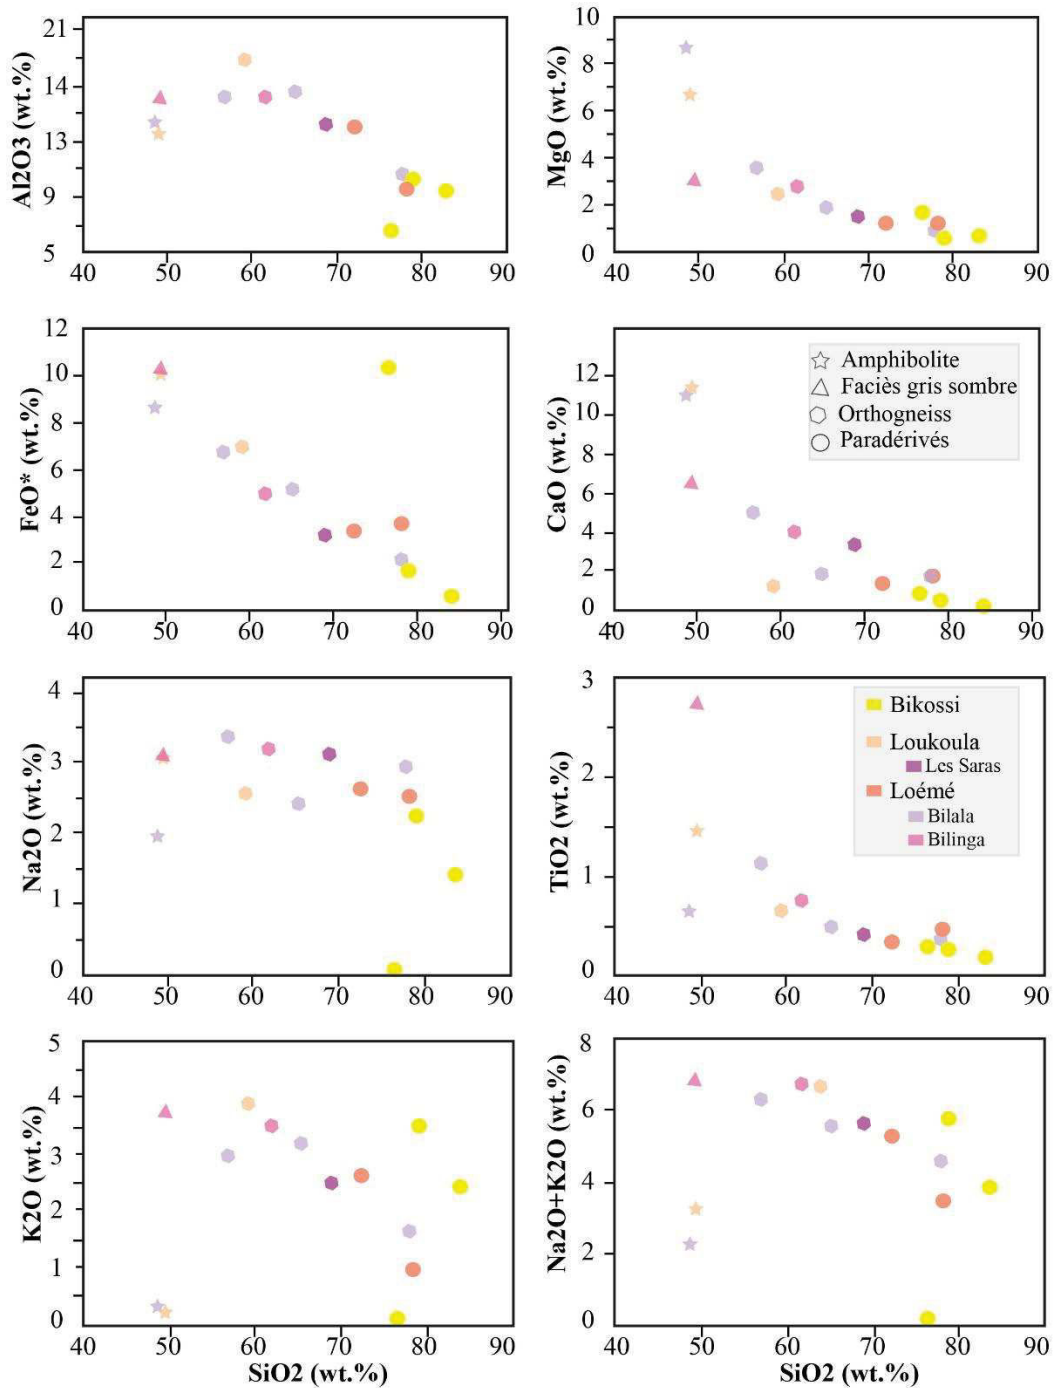 Al2O3 (wt.%)
21
14
13
9
5
40 50 60 70 80 90
MgO (wt.%)
10
8
6
4
2
0
40 50 60 70 80 90
FeO* (wt.%)
12
10
8
6
4
2
0
40 50 60 70 80 90
CaO (wt.%)
12
10
8
6
4
2
0
40 50 60 70 80 90
Amphibolite
Faciès gris sombre
Orthogneiss
Paradérivés
Na2O (wt.%)
4
3
2
1
0
40 50 60 70 80 90
TiO2 (wt.%)
3
2
1
0
40 50 60 70 80 90
Bikossi
Loukoula
Les Saras
Loémé
Bilala
Bilinga
K2O (wt.%)
5
4
3
2
1
0
40 50 60 70 80 90
SiO2 (wt.%)
Na2O+K2O (wt.%)
8
6
4
2
0
40 50 60 70 80 90
SiO2 (wt.%)